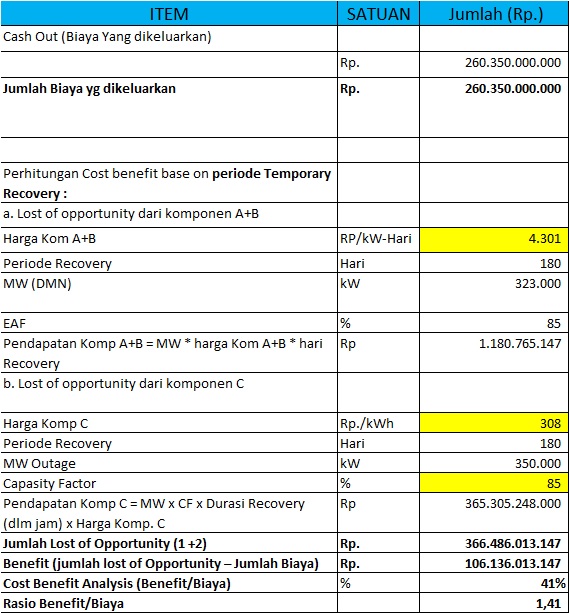 ITEM SATUAN Jumlah (Rp.)
Cash Out (Biaya Yang dikeluarkan)
Rp. 260.350.000.000
Jumlah Biaya yg dikeluarkan Rp. 260.350.000.000
Perhitungan Cost benefit base on periode Temporary
Recovery :
a. Lost of opportunity dari komponen A+B
Harga Kom A+B RP/kW-Hari 4.301
Periode Recovery Hari 180
MW (DMN) kW 323.000
EAF % 85
Pendapatan Komp A+B = MW * harga Kom A+B * hari Rp 1.180.765.147
Recovery
b. Lost of opportunity dari komponen C
Harga Komp C Rp./kWh 308
Periode Recovery Hari 180
MW Outage kW 350.000
Capasity Factor % 85
Pendapatan Komp C = MW x CF x Durasi Recovery Rp 365.305.248.000
(dlm jam) x Harga Komp. C
Jumlah Lost of Opportunity (1 +2) Rp. 366.486.013.147
Benefit (jumlah lost of Opportunity – Jumlah Biaya) Rp. 106.136.013.147
Cost Benefit Analysis (Benefit/Biaya) % 41%
Rasio Benefit/Biaya 1,41